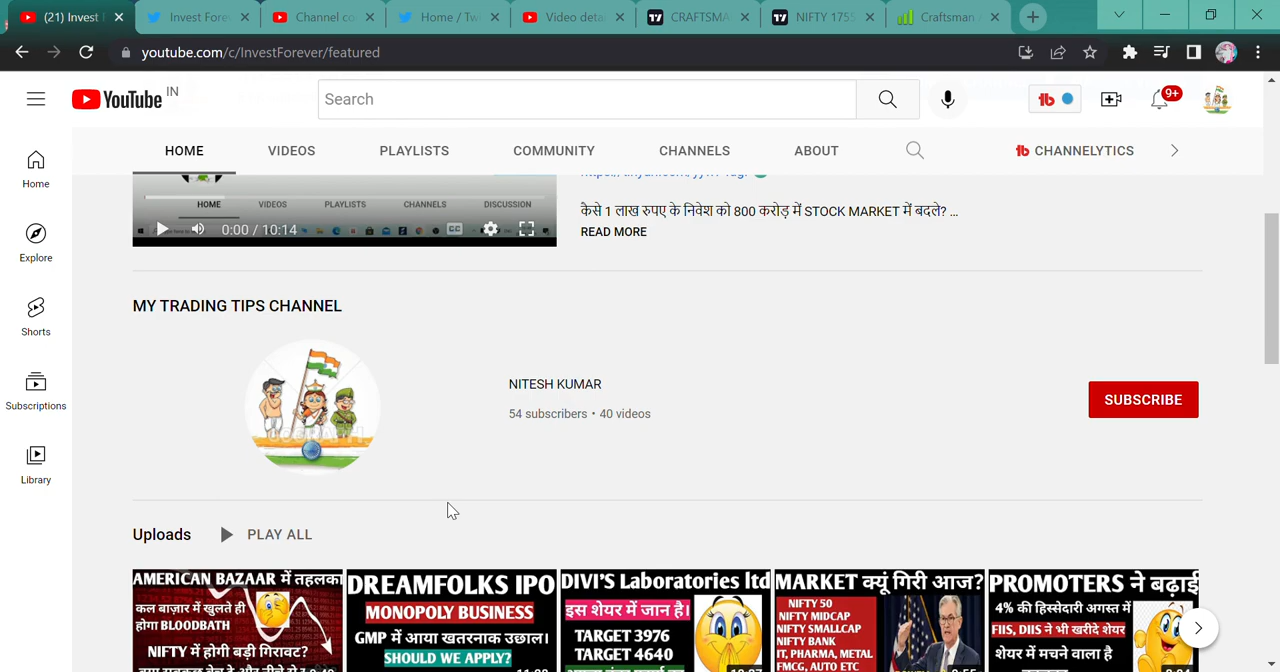 (21) Invest
Invest Fore
Channel co
Home / Tw
Video deta
CRAFTSMA
NIFTY 1755
Craftsman
youtube.com/c/InvestForever/featured
YouTube IN
Search
9+
HOME
VIDEOS
PLAYLISTS
COMMUNITY
CHANNELS
ABOUT
CHANNELYTICS
Home
Explore
Shorts
Subscriptions
Library
HOME VIDEOS PLAYLISTS CHANNELS DISCUSSION
0:00 / 10:14
CC
कैसे 1 लाख रुपए के निवेश को 800 करोड़ में STOCK MARKET में बदले? ...
READ MORE
MY TRADING TIPS CHANNEL
NITESH KUMAR
54 subscribers • 40 videos
SUBSCRIBE
Uploads
PLAY ALL
AMERICAN BAZAAR में तहलका
कल बाज़ार में खुलते ही
होगा BLOODBATH
NIFTY में होगी बड़ी गिरावट?
DREAMFOLKS IPO
MONOPOLY BUSINESS
GMP में आया खतरनाक उछाल।
SHOULD WE APPLY?
DIVI'S Laboratories ltd
इस शेयर में जान है।
TARGET 3976
TARGET 4640
MARKET क्यूं गिरी आज?
NIFTY 50
NIFTY MIDCAP
NIFTY SMALLCAP
NIFTY BANK
IT, PHARMA, METAL
FMCG, AUTO ETC
PROMOTERS ने बढ़ाई
4% की हिस्सेदारी अगस्त में
FIIS, DIIS ने भी खरीदे शेयर
शेयर में मचने वाला है